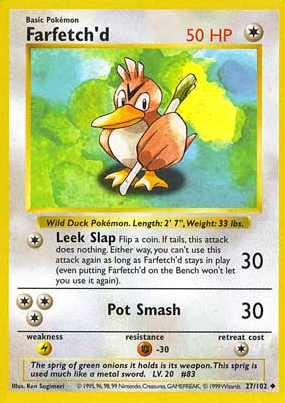 Basic Pokémon
Farfetch'd 50 HP
Wild Duck Pokémon. Length: 2' 7", Weight: 33 lbs.
Leek Slap Flip a coin. If tails, this attack
does nothing. Either way, you can't use this
attack again as long as Farfetch'd stays in play
(even putting Farfetch'd on the Bench won't let
you use it again). 30
Pot Smash 30
weakness resistance retreat cost
-30
The sprig of green onions it holds is its weapon. This sprig is
used much like a metal sword. LV. 20 #83
Illus. Ken Sugimori © 1995, 96, 98, 99 Nintendo, Creatures, GAMEFREAK. © 1999 Wizards. 27/102